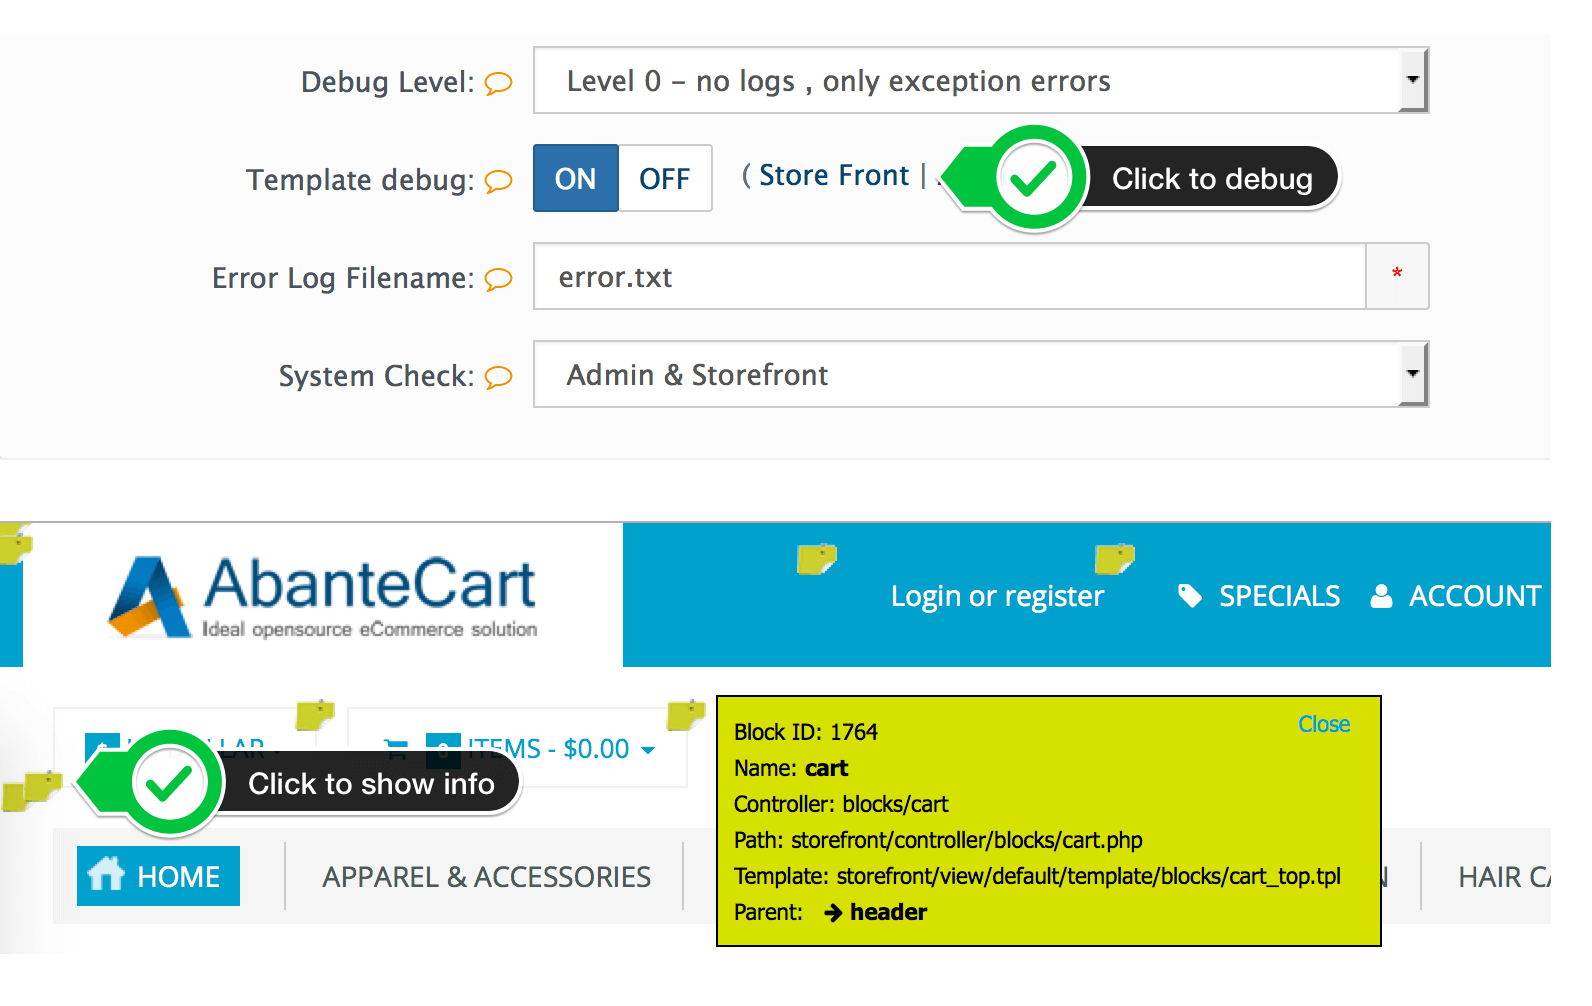 Debug Level:
Level 0 – no logs , only exception errors
Template debug:
ON OFF
( Store Front |
Click to debug
Error Log Filename:
error.txt
*
System Check:
Admin & Storefront
AbanteCart
Ideal opensource eCommerce solution
Login or register
SPECIALS
ACCOUNT
ITEMS - $0.00
Click to show info
HOME
APPAREL & ACCESSORIES
HAIR
Close
Block ID: 1764
Name: cart
Controller: blocks/cart
Path: storefront/controller/blocks/cart.php
Template: storefront/view/default/template/blocks/cart_top.tpl
Parent: ➔ header